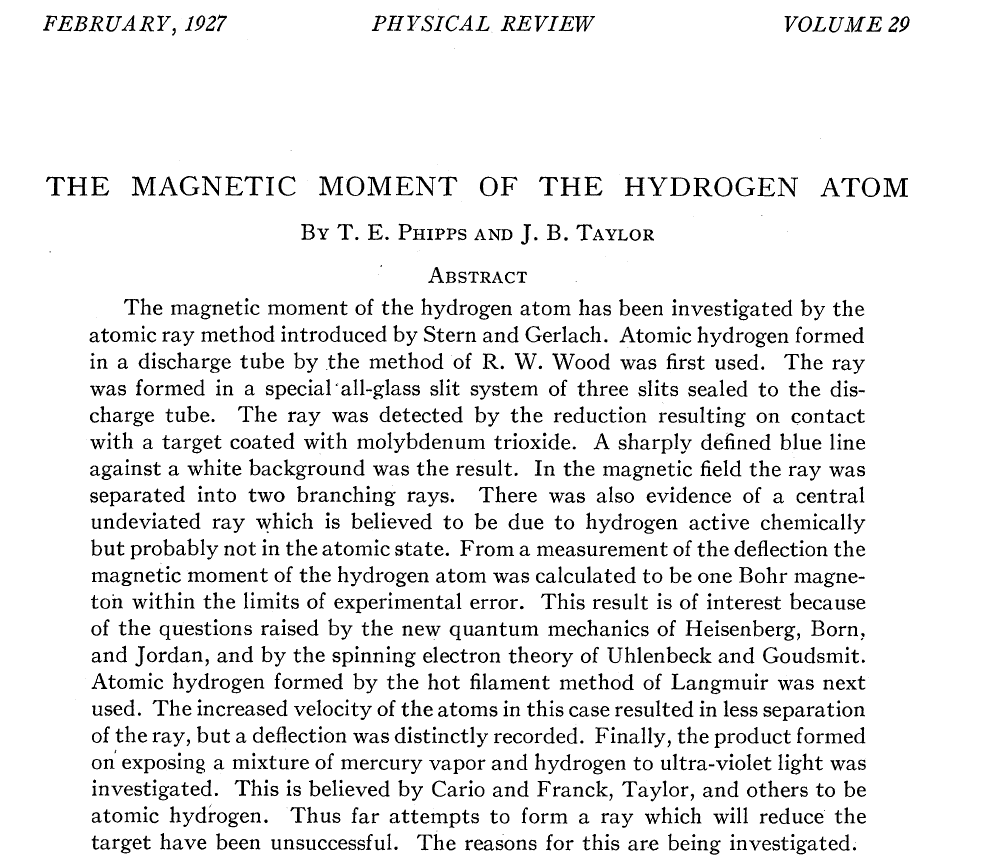 FEBRUARY, 1927 PHYSICAL REVIEW VOLUME 29
THE MAGNETIC MOMENT OF THE HYDROGEN ATOM
BY T. E. PHIPPS AND J. B. TAYLOR
ABSTRACT
The magnetic moment of the hydrogen atom has been investigated by the
atomic ray method introduced by Stern and Gerlach. Atomic hydrogen formed
in a discharge tube by the method of R. W. Wood was first used. The ray
was formed in a special all-glass slit system of three slits sealed to the dis-
charge tube. The ray was detected by the reduction resulting on contact
with a target coated with molybdenum trioxide. A sharply defined blue line
against a white background was the result. In the magnetic field the ray was
separated into two branching rays. There was also evidence of a central
undeviated ray which is believed to be due to hydrogen active chemically
but probably not in the atomic state. From a measurement of the deflection the
magnetic moment of the hydrogen atom was calculated to be one Bohr magne-
ton within the limits of experimental error. This result is of interest because
of the questions raised by the new quantum mechanics of Heisenberg, Born,
and Jordan, and by the spinning electron theory of Uhlenbeck and Goudsmit.
Atomic hydrogen formed by the hot filament method of Langmuir was next
used. The increased velocity of the atoms in this case resulted in less separation
of the ray, but a deflection was distinctly recorded. Finally, the product formed
on exposing a mixture of mercury vapor and hydrogen to ultra-violet light was
investigated. This is believed by Cario and Franck, Taylor, and others to be
atomic hydrogen. Thus far attempts to form a ray which will reduce the
target have been unsuccessful. The reasons for this are being investigated.